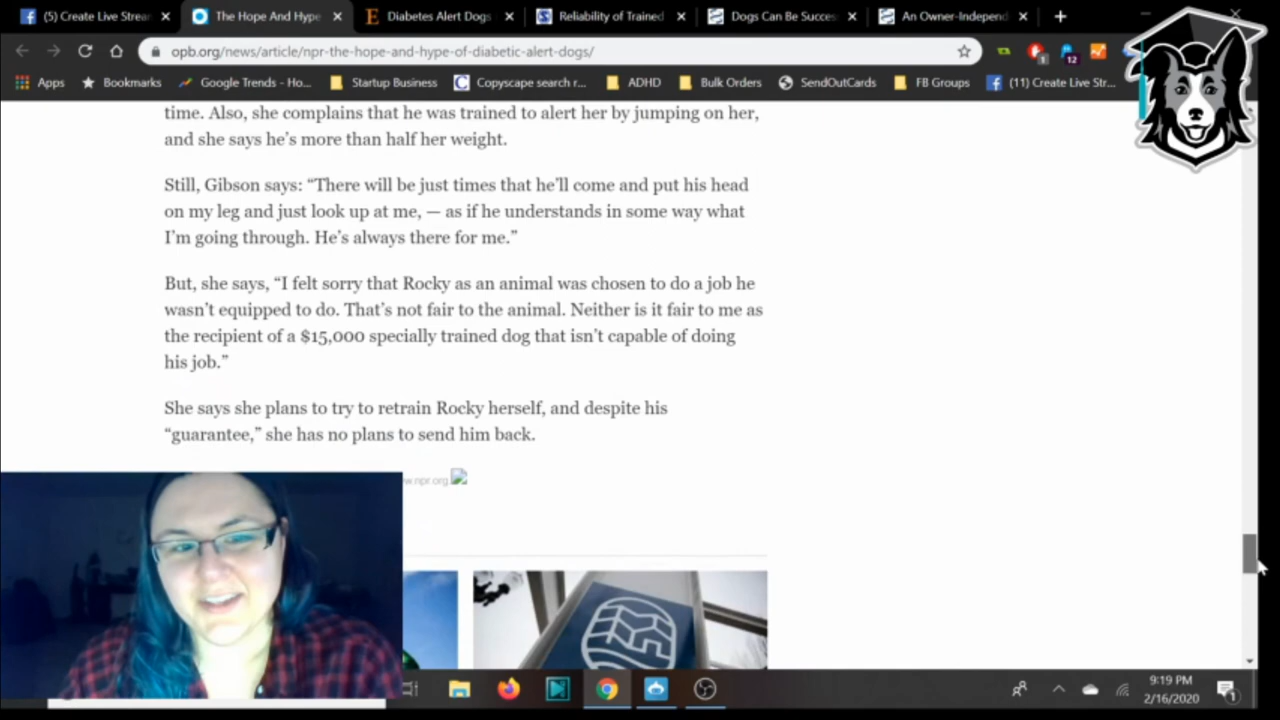 (5) Create Live Strea
The Hope And Hype
Diabetes Alert Dogs
Reliability of Trained
Dogs Can Be Succes
An Owner-Independ
opb.org/news/article/npr-the-hope-and-hype-of-diabetic-alert-dogs/
1
12
Apps
Bookmarks
Google Trends - Ho...
Startup Business
Copyscape search r...
ADHD
Bulk Orders
SendOutCards
FB Groups
(11) Create Live Str...
time. Also, she complains that he was trained to alert her by jumping on her,
and she says he's more than half her weight.
Still, Gibson says: “There will be just times that he'll come and put his head
on my leg and just look up at me, — as if he understands in some way what
I'm going through. He's always there for me.”
But, she says, “I felt sorry that Rocky as an animal was chosen to do a job he
wasn't equipped to do. That's not fair to the animal. Neither is it fair to me as
the recipient of a $15,000 specially trained dog that isn't capable of doing
his job.”
She says she plans to try to retrain Rocky herself, and despite his
“guarantee,” she has no plans to send him back.
w.npr.org
9:19 PM
2/16/2020
1